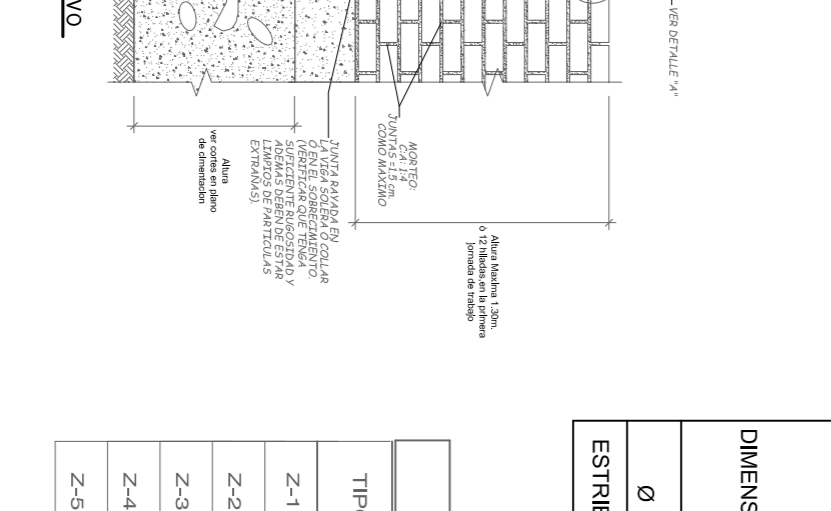 VER DETALLE "A"
MORTEO:
C:A: 1:4
JUNTAS =1.5 cm.
COMO MAXIMO
JUNTA RAYADA EN
LA VIGA SOLERA O COLLAR
O EN EL SOBRECIMIENTO.
(VERIFICAR QUE TENGA
SUFICIENTE RUGOSIDAD Y
ADEMAS DEBEN DE ESTAR
LIMPIOS DE PARTICULAS
EXTRAÑAS).
Altura
ver cortes en plano
de cimentacion
Altura Maxima 1.30m.
ò 12 hiladas,en la primera
jornada de trabajo
VO
DIMENS
Ø
ESTRIB
TIPO
Z-1
Z-2
Z-3
Z-4
Z-5